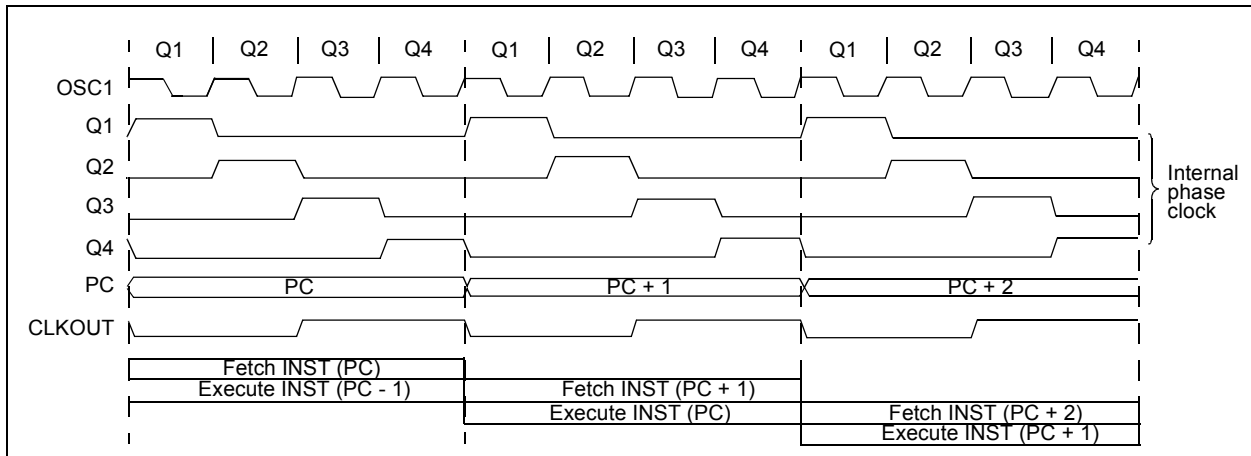 Q1 Q2 Q3 Q4 Q1 Q2 Q3 Q4 Q1 Q2 Q3 Q4
OSC1
Q1
Q2
Q3
Q4
Internal
phase
clock
PC PC PC + 1 PC + 2
CLKOUT
Fetch INST (PC)
Execute INST (PC - 1) Fetch INST (PC + 1)
Execute INST (PC) Fetch INST (PC + 2)
Execute INST (PC + 1)